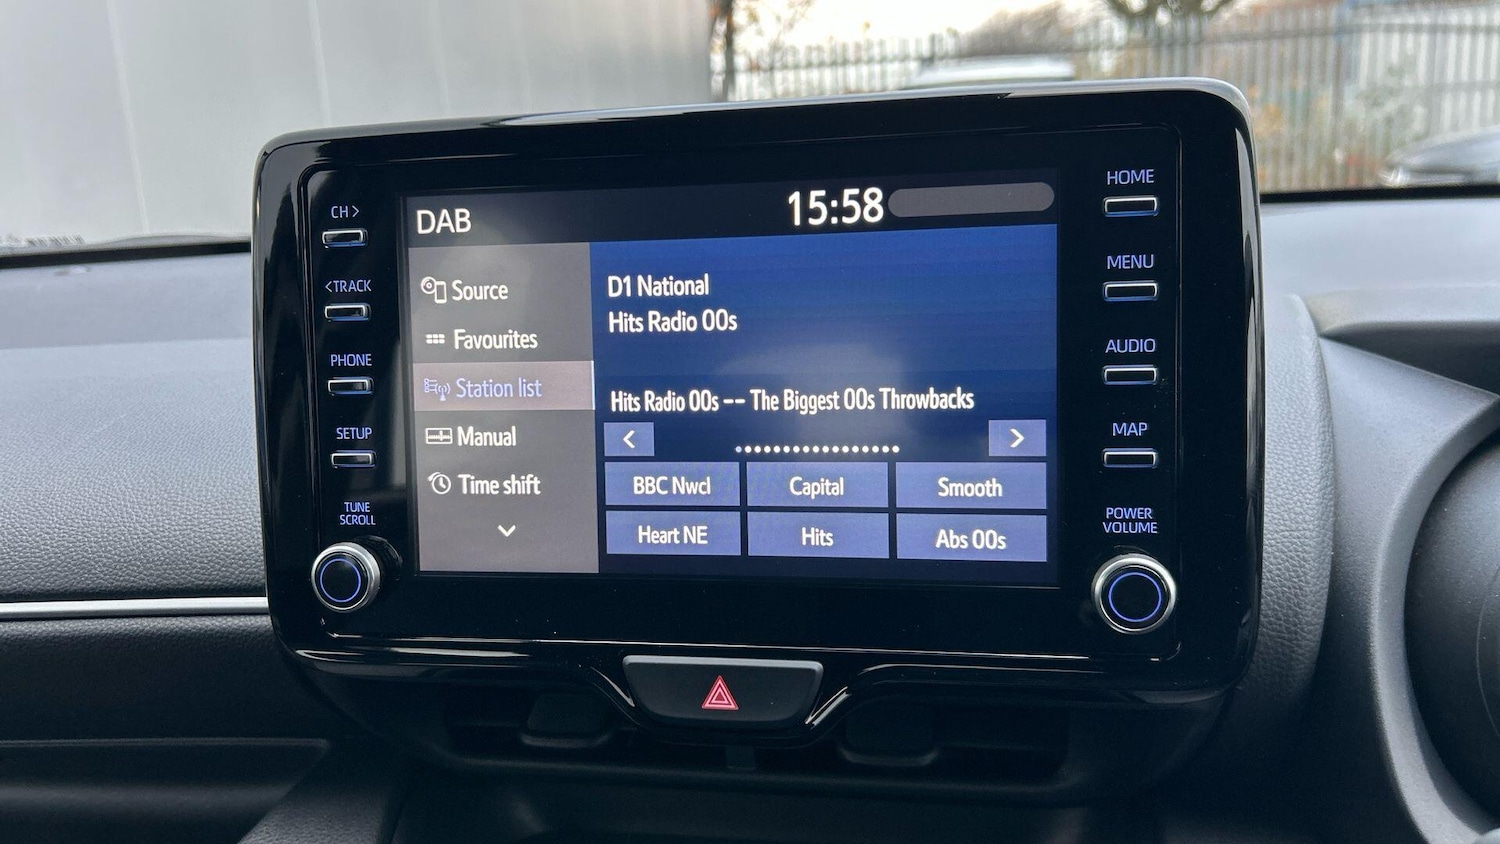 DAB
15:58
CH>
<TRACK
PHONE
SETUP
TUNE
SCROLL
Source
Favourites
Station list
Manual
Time shift
D1 National
Hits Radio 00s
Hits Radio 00s -- The Biggest 00s Throwbacks
<
>
BBC Nwcl
Capital
Smooth
Heart NE
Hits
Abs 00s
HOME
MENU
AUDIO
MAP
POWER
VOLUME